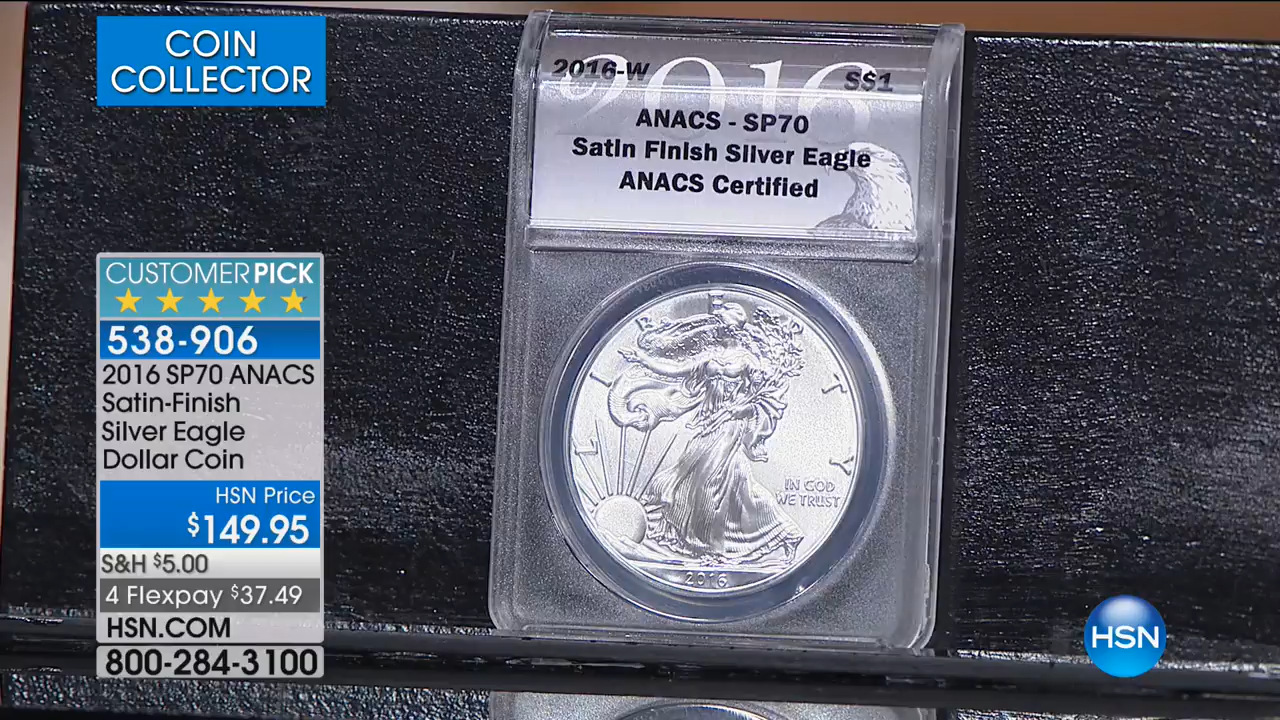 COIN
COLLECTOR
2016
2016-W S$1
ANACS - SP70
Satin Finish Silver Eagle
ANACS Certified
CUSTOMER PICK
538-906
2016 SP70 ANACS
Satin-Finish
Silver Eagle
Dollar Coin
HSN Price
$149.95
S&H $5.00
4 Flexpay $37.49
HSN.COM
800-284-3100
LIBERTY
IN GOD
WE TRUST
2016
HSN